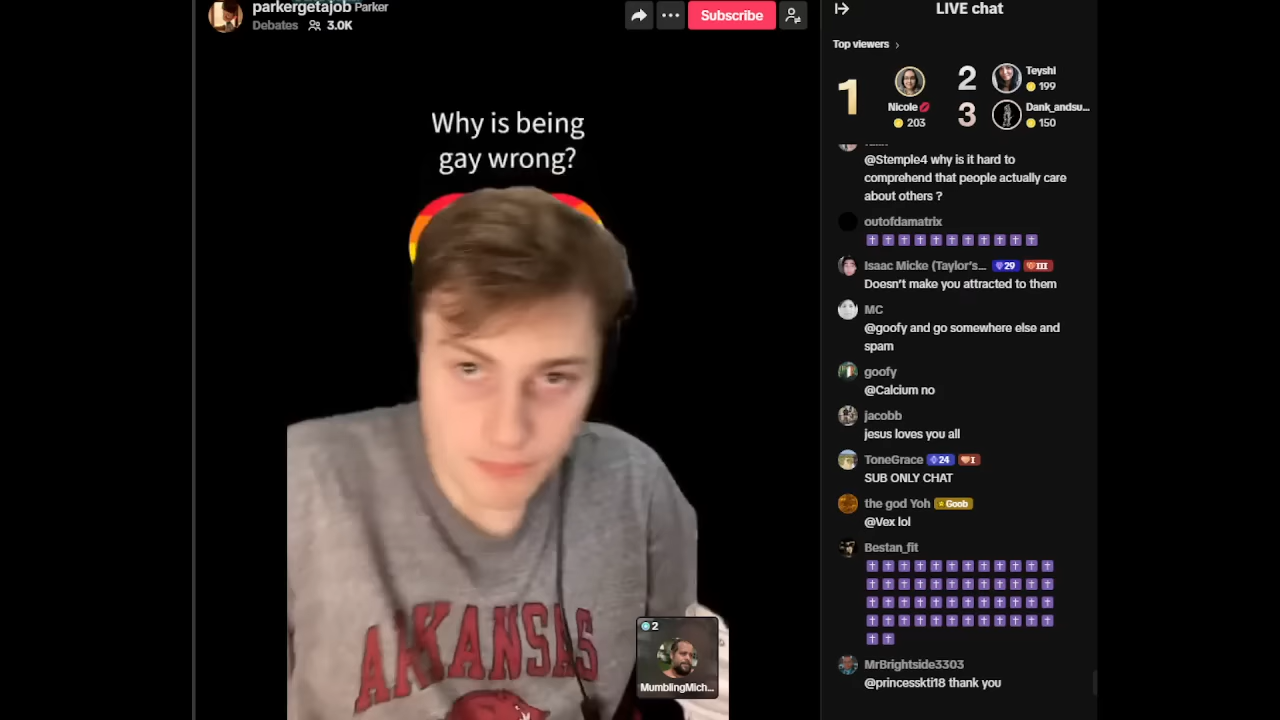 parkergetajob Parker
Debates 3.0K
Subscribe
LIVE chat
Top viewers
1
Nicole
203
2
Teyshi
199
3
Dank_andsu...
150
Why is being
gay wrong?
@Stemple4 why is it hard to
comprehend that people actually care
about others ?
outofdamatrix
Isaac Micke (Taylor's... 29 III
Doesn't make you attracted to them
MC
@goofy and go somewhere else and
spam
goofy
@Calcium no
jacobb
jesus loves you all
ToneGrace 24 I
SUB ONLY CHAT
the god Yoh Goob
@Vex lol
Bestan_fit
MrBrightside3303
@princesskti18 thank you
ARKANSAS
2
MumblingMich...